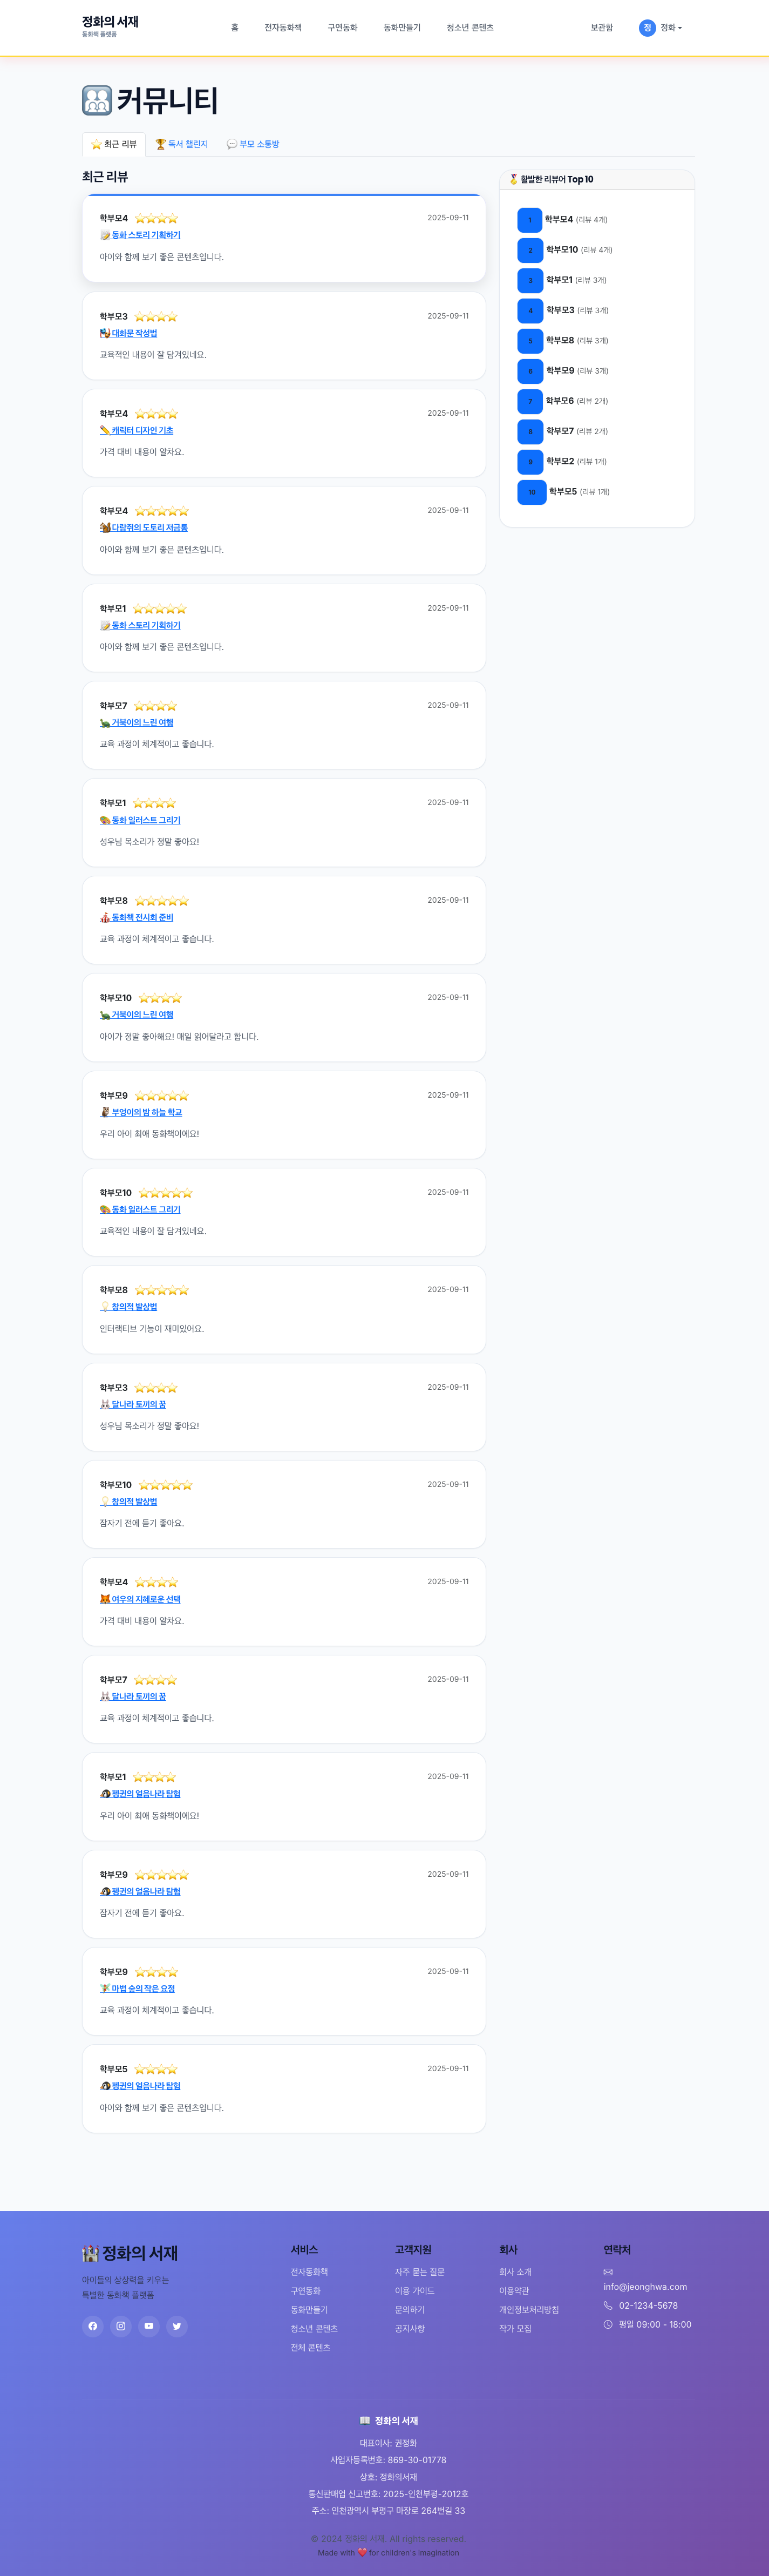 정화의 서재
동화책 플랫폼
홈
전자동화책
구연동화
동화만들기
청소년 콘텐츠
보관함
정
정화
커뮤니티
최근 리뷰
독서 챌린지
부모 소통방
최근 리뷰
학부모4
2025-09-11
동화 스토리 기획하기
아이와 함께 보기 좋은 콘텐츠입니다.
학부모3
2025-09-11
대화문 작성법
교육적인 내용이 잘 담겨있네요.
학부모4
2025-09-11
캐릭터 디자인 기초
가격 대비 내용이 알차요.
학부모4
2025-09-11
다람쥐의 도토리 저금통
아이와 함께 보기 좋은 콘텐츠입니다.
학부모1
2025-09-11
동화 스토리 기획하기
아이와 함께 보기 좋은 콘텐츠입니다.
학부모7
2025-09-11
거북이의 느린 여행
교육 과정이 체계적이고 좋습니다.
학부모1
2025-09-11
동화 일러스트 그리기
성우님 목소리가 정말 좋아요!
학부모8
2025-09-11
동화책 전시회 준비
교육 과정이 체계적이고 좋습니다.
학부모10
2025-09-11
거북이의 느린 여행
아이가 정말 좋아해요! 매일 읽어달라고 합니다.
학부모9
2025-09-11
부엉이의 밤 하늘 학교
우리 아이 최애 동화책이에요!
학부모10
2025-09-11
동화 일러스트 그리기
교육적인 내용이 잘 담겨있네요.
학부모8
2025-09-11
창의적 발상법
인터랙티브 기능이 재미있어요.
학부모3
2025-09-11
달나라 토끼의 꿈
성우님 목소리가 정말 좋아요!
학부모10
2025-09-11
창의적 발상법
잠자기 전에 듣기 좋아요.
학부모4
2025-09-11
여우의 지혜로운 선택
가격 대비 내용이 알차요.
학부모7
2025-09-11
달나라 토끼의 꿈
교육 과정이 체계적이고 좋습니다.
학부모1
2025-09-11
펭귄의 얼음나라 탐험
우리 아이 최애 동화책이에요!
학부모9
2025-09-11
펭귄의 얼음나라 탐험
잠자기 전에 듣기 좋아요.
학부모9
2025-09-11
마법 숲의 작은 요정
교육 과정이 체계적이고 좋습니다.
학부모5
2025-09-11
펭귄의 얼음나라 탐험
아이와 함께 보기 좋은 콘텐츠입니다.
활발한 리뷰어 Top 10
1 학부모4 (리뷰 4개)
2 학부모10 (리뷰 4개)
3 학부모1 (리뷰 3개)
4 학부모3 (리뷰 3개)
5 학부모8 (리뷰 3개)
6 학부모9 (리뷰 3개)
7 학부모6 (리뷰 2개)
8 학부모7 (리뷰 2개)
9 학부모2 (리뷰 1개)
10 학부모5 (리뷰 1개)
정화의 서재
아이들의 상상력을 키우는
특별한 동화책 플랫폼
서비스
전자동화책
구연동화
동화만들기
청소년 콘텐츠
전체 콘텐츠
고객지원
자주 묻는 질문
이용 가이드
문의하기
공지사항
회사
회사 소개
이용약관
개인정보처리방침
작가 모집
연락처
info@jeonghwa.com
02-1234-5678
평일 09:00 - 18:00
정화의 서재
대표이사: 권정화
사업자등록번호: 869-30-01778
상호: 정화의서재
통신판매업 신고번호: 2025-인천부평-2012호
주소: 인천광역시 부평구 마장로 264번길 33
© 2024 정화의 서재. All rights reserved.
Made with ❤️ for children's imagination